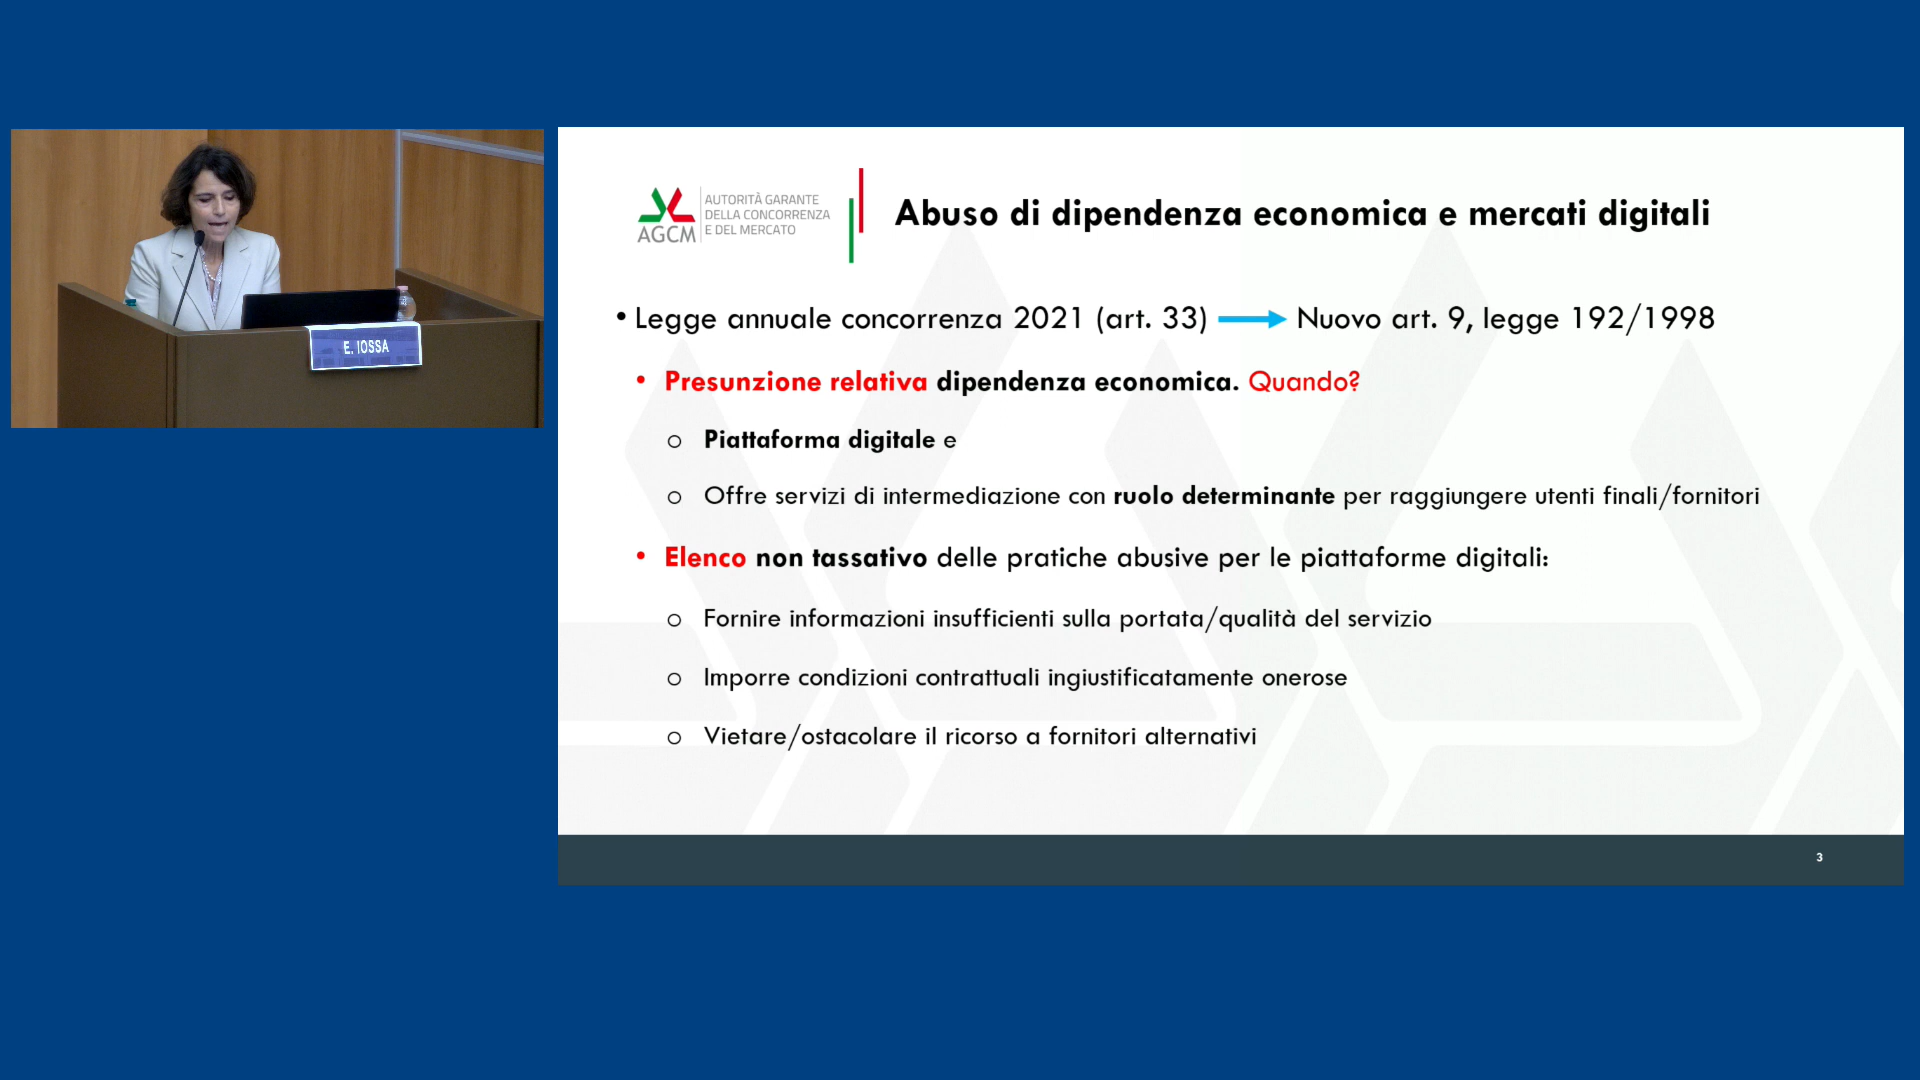 E. IOSSA
AGCM
AUTORITÀ GARANTE
DELLA CONCORRENZA
E DEL MERCATO
Abuso di dipendenza economica e mercati digitali
• Legge annuale concorrenza 2021 (art. 33) → Nuovo art. 9, legge 192/1998
• Presunzione relativa dipendenza economica. Quando?
o Piattaforma digitale e
o Offre servizi di intermediazione con ruolo determinante per raggiungere utenti finali/fornitori
• Elenco non tassativo delle pratiche abusive per le piattaforme digitali:
o Fornire informazioni insufficienti sulla portata/qualità del servizio
o Imporre condizioni contrattuali ingiustificatamente onerose
o Vietare/ostacolare il ricorso a fornitori alternativi
3